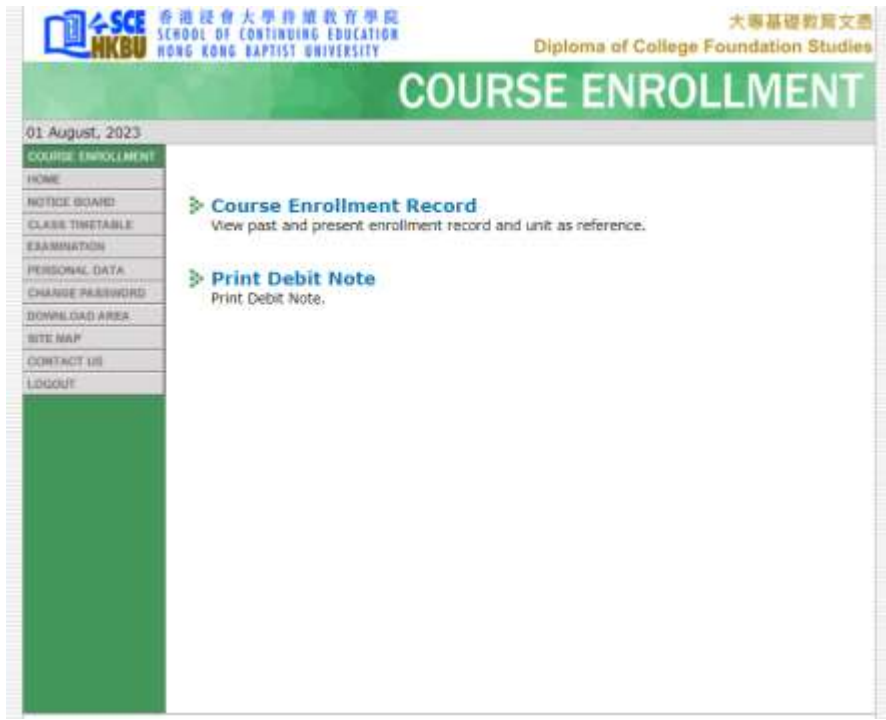 SCE
HKBU
香港浸會大學持續教育學院
SCHOOL OF CONTINUING EDUCATION
HONG KONG BAPTIST UNIVERSITY
大專基礎教育文憑
Diploma of College Foundation Studies
COURSE ENROLLMENT
01 August, 2023
COURSE ENROLLMENT
HOME
NOTICE BOARD
CLASS TIMETABLE
EXAMINATION
PERSONAL DATA
CHANGE PASSWORD
DOWNLOAD AREA
SITE MAP
CONTACT US
LOGOUT
Course Enrollment Record
View past and present enrollment record and unit as reference.
Print Debit Note
Print Debit Note.